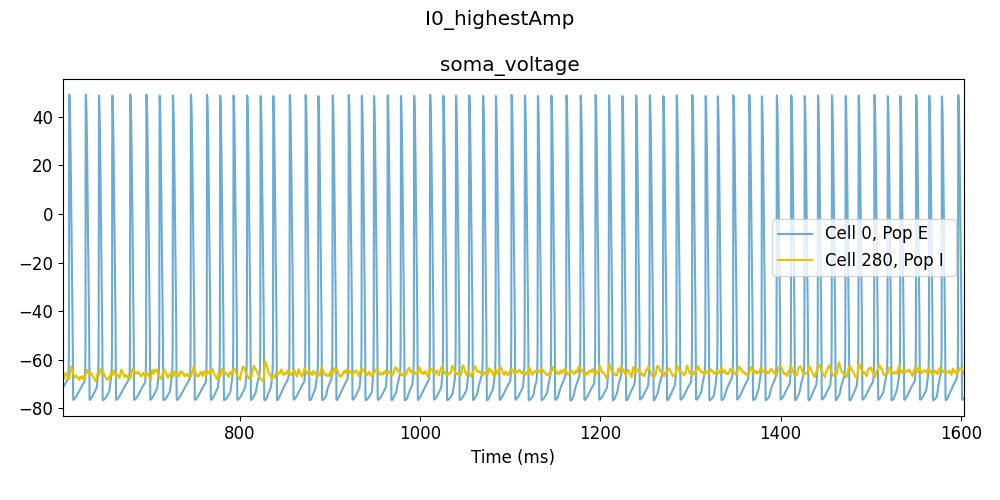 I0_highestAmp
soma_voltage
40
20
0
−20
−40
−60
−80
Cell 0, Pop E
Cell 280, Pop I
800
1000
1200
1400
1600
Time (ms)